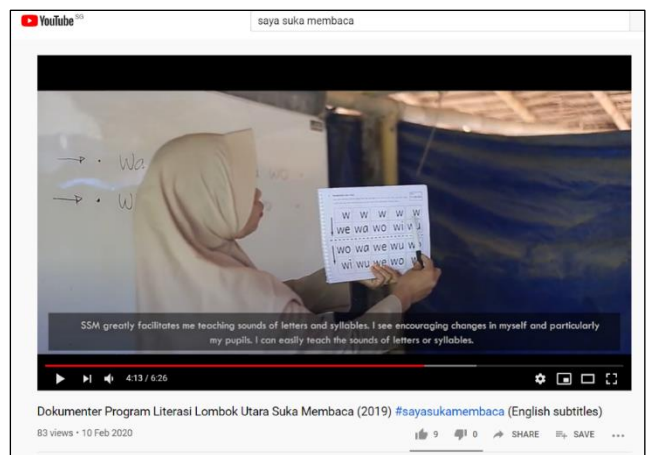 YouTube SG
saya suka membaca
→ • Wa
→ • W
w w w w w
we wa wo wi wu
wo wa we wu w
wi wu we wo w
SSM greatly facilitates me teaching sounds of letters and syllables. I see encouraging changes in myself and particularly
my pupils. I can easily teach the sounds of letters or syllables.
4:13 / 6:26
Dokumenter Program Literasi Lombok Utara Suka Membaca (2019) #sayasukamembaca (English subtitles)
83 views • 10 Feb 2020
9 0 SHARE SAVE